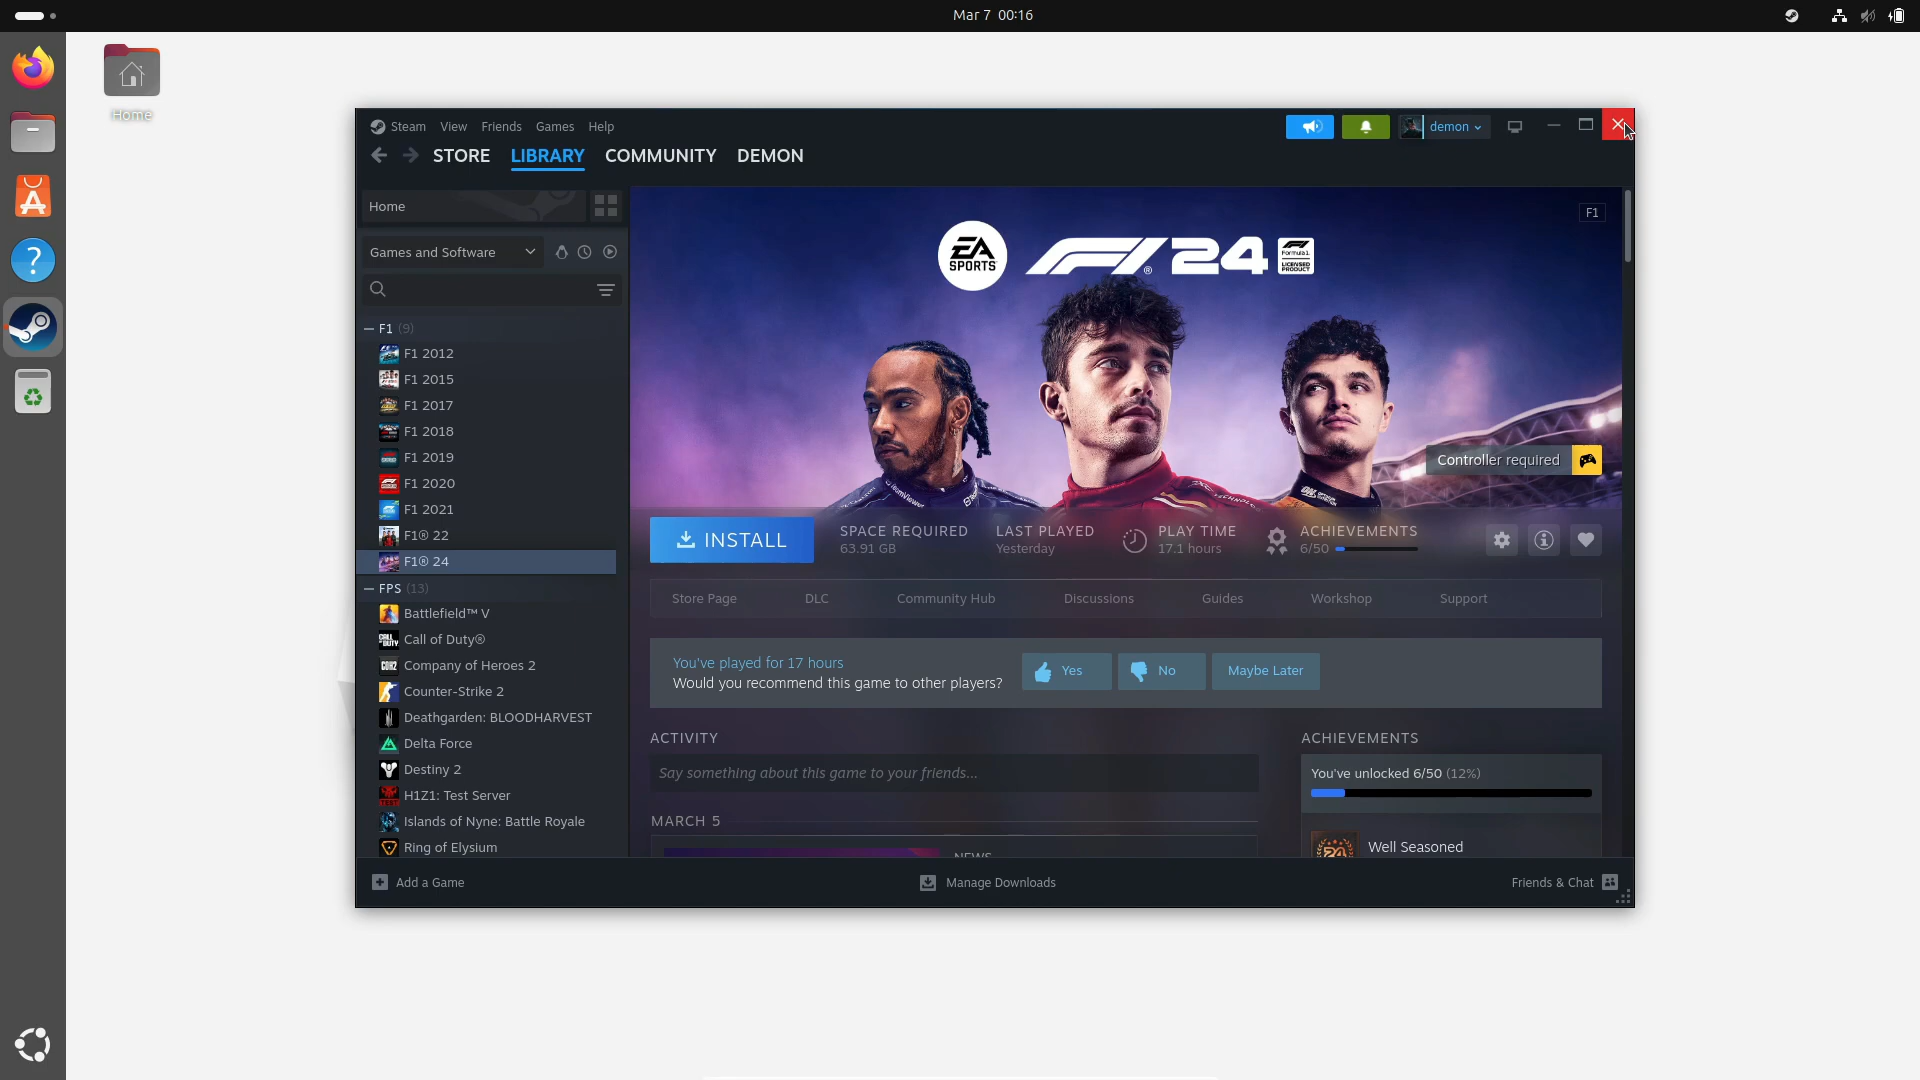 Mar 7 00:16
Home
Steam View Friends Games Help
demon
STORE LIBRARY COMMUNITY DEMON
Home
Games and Software
F1 (9)
F1 2012
F1 2015
F1 2017
F1 2018
F1 2019
F1 2020
F1 2021
F1® 22
F1® 24
FPS (13)
Battlefield™ V
Call of Duty®
Company of Heroes 2
Counter-Strike 2
Deathgarden: BLOODHARVEST
Delta Force
Destiny 2
H1Z1: Test Server
Islands of Nyne: Battle Royale
Ring of Elysium
F1
EA SPORTS F1® 24 Formula 1 LICENSED PRODUCT
Controller required
INSTALL
SPACE REQUIRED
63.91 GB
LAST PLAYED
Yesterday
PLAY TIME
17.1 hours
ACHIEVEMENTS
6/50
Store Page DLC Community Hub Discussions Guides Workshop Support
You've played for 17 hours
Would you recommend this game to other players?
Yes No Maybe Later
ACTIVITY
Say something about this game to your friends...
MARCH 5
NEWS
ACHIEVEMENTS
You've unlocked 6/50 (12%)
Well Seasoned
Add a Game
Manage Downloads
Friends & Chat